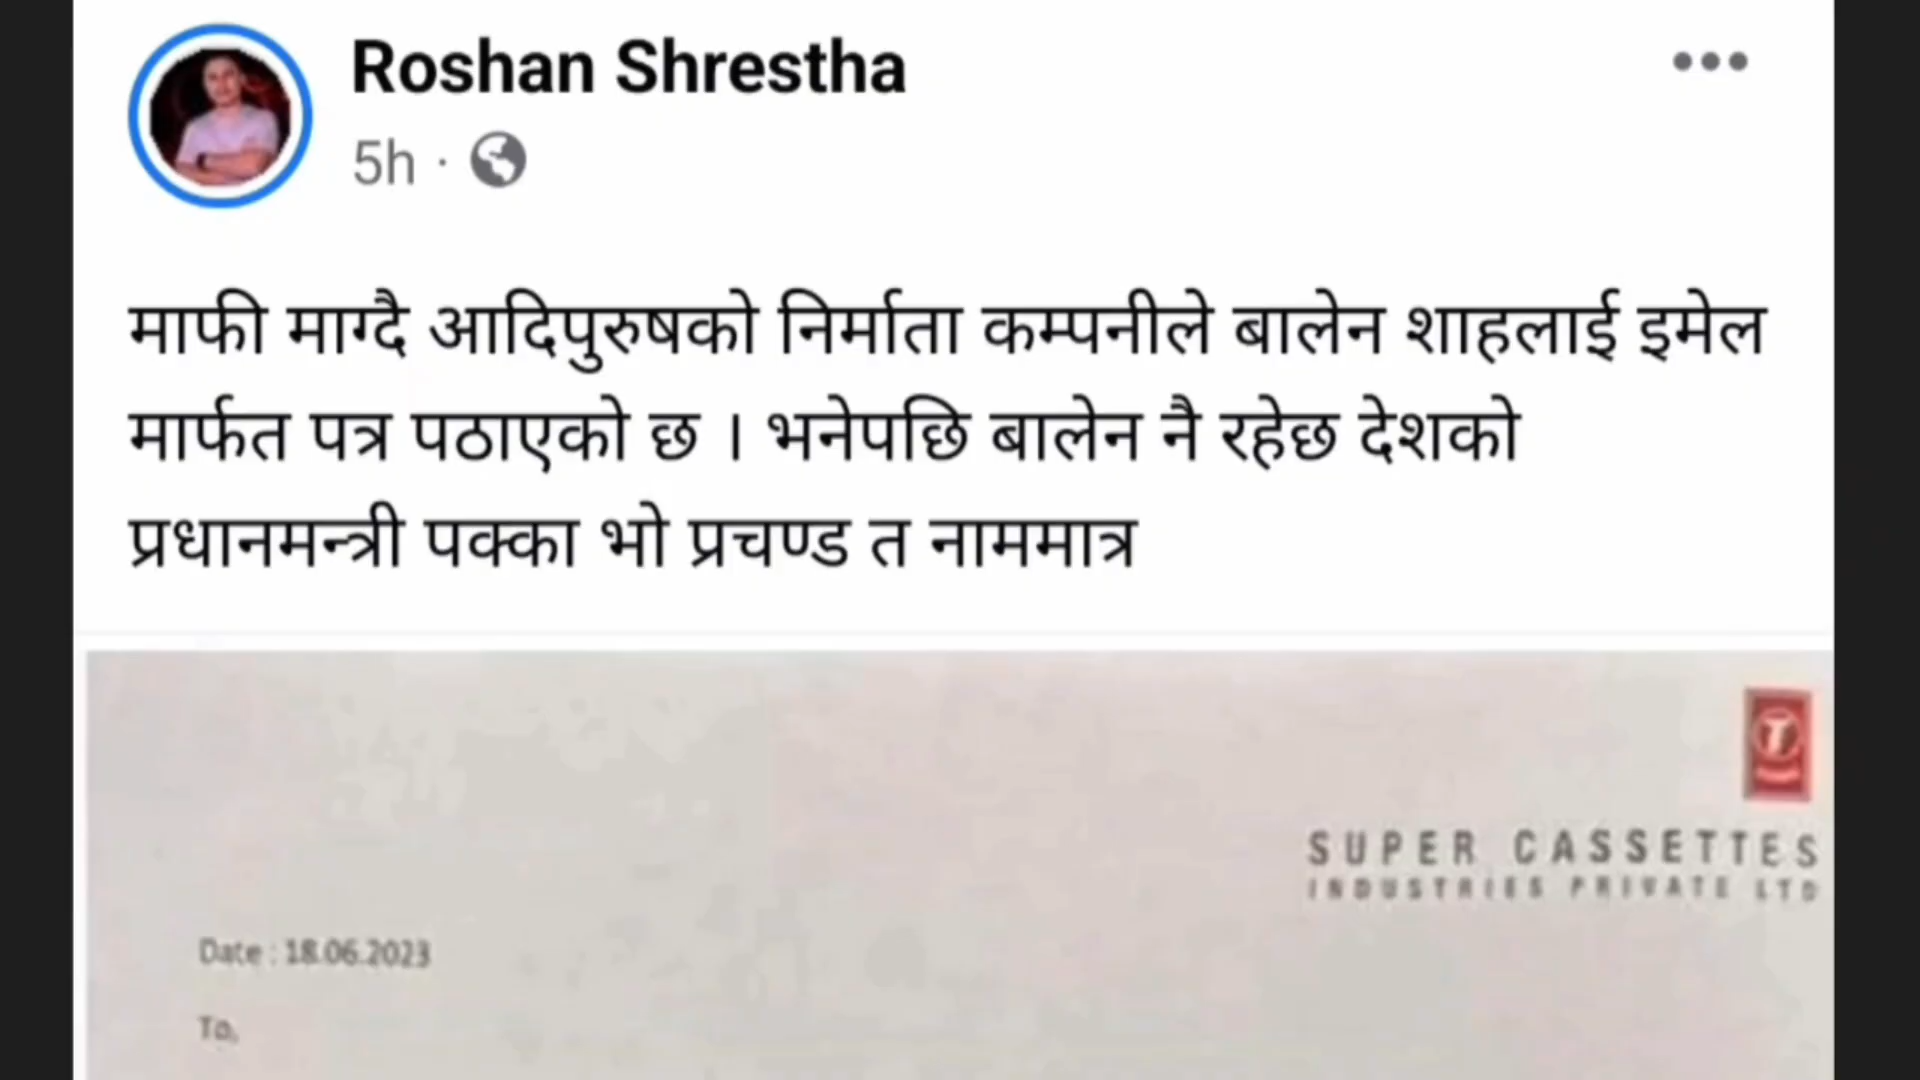 Roshan Shrestha
5h ·
माफी माग्दै आदिपुरुषको निर्माता कम्पनीले बालेन शाहलाई इमेल
मार्फत पत्र पठाएको छ । भनेपछि बालेन नै रहेछ देशको
प्रधानमन्त्री पक्का भो प्रचण्ड त नाममात्र
T
SUPER CASSETTES
INDUSTRIES PRIVATE LTD
Date : 18.06.2023
To,